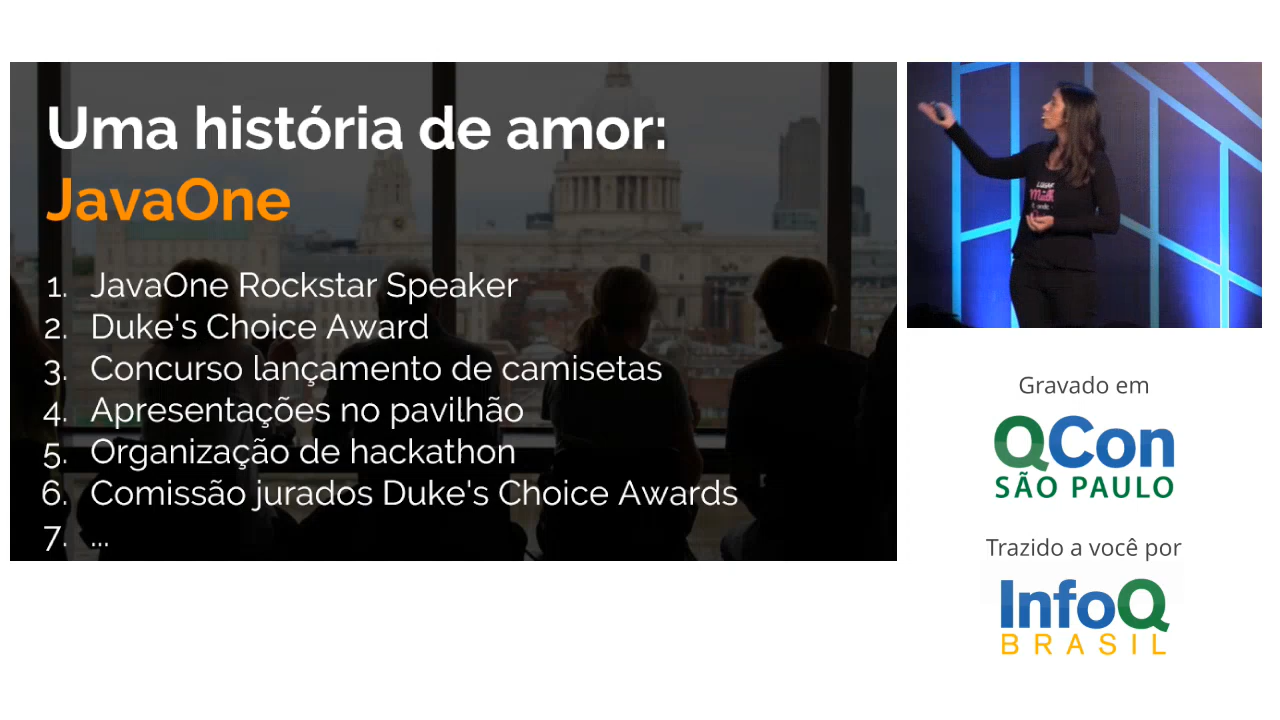 Uma história de amor:
JavaOne
1. JavaOne Rockstar Speaker
2. Duke's Choice Award
3. Concurso lançamento de camisetas
4. Apresentações no pavilhão
5. Organização de hackathon
6. Comissão jurados Duke's Choice Awards
7. ...
Gravado em
QCon
SÃO PAULO
Trazido a você por
InfoQ
BRASIL